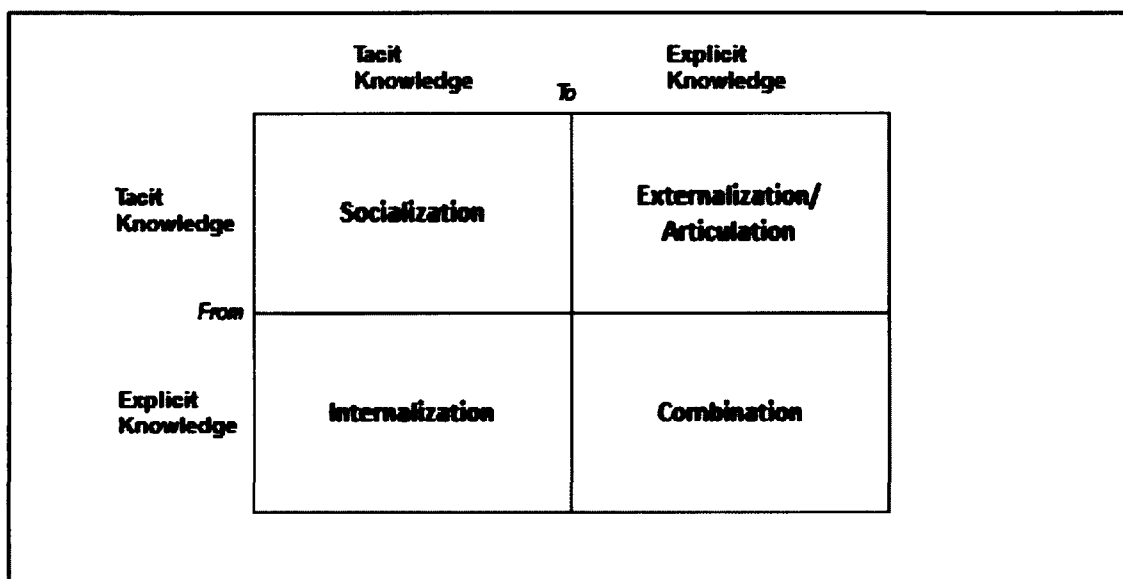 Tacit
Knowledge
Explicit
Knowledge
To
Tacit
Knowledge
Socialization
Externalization/
Articulation
From
Explicit
Knowledge
Internalization
Combination